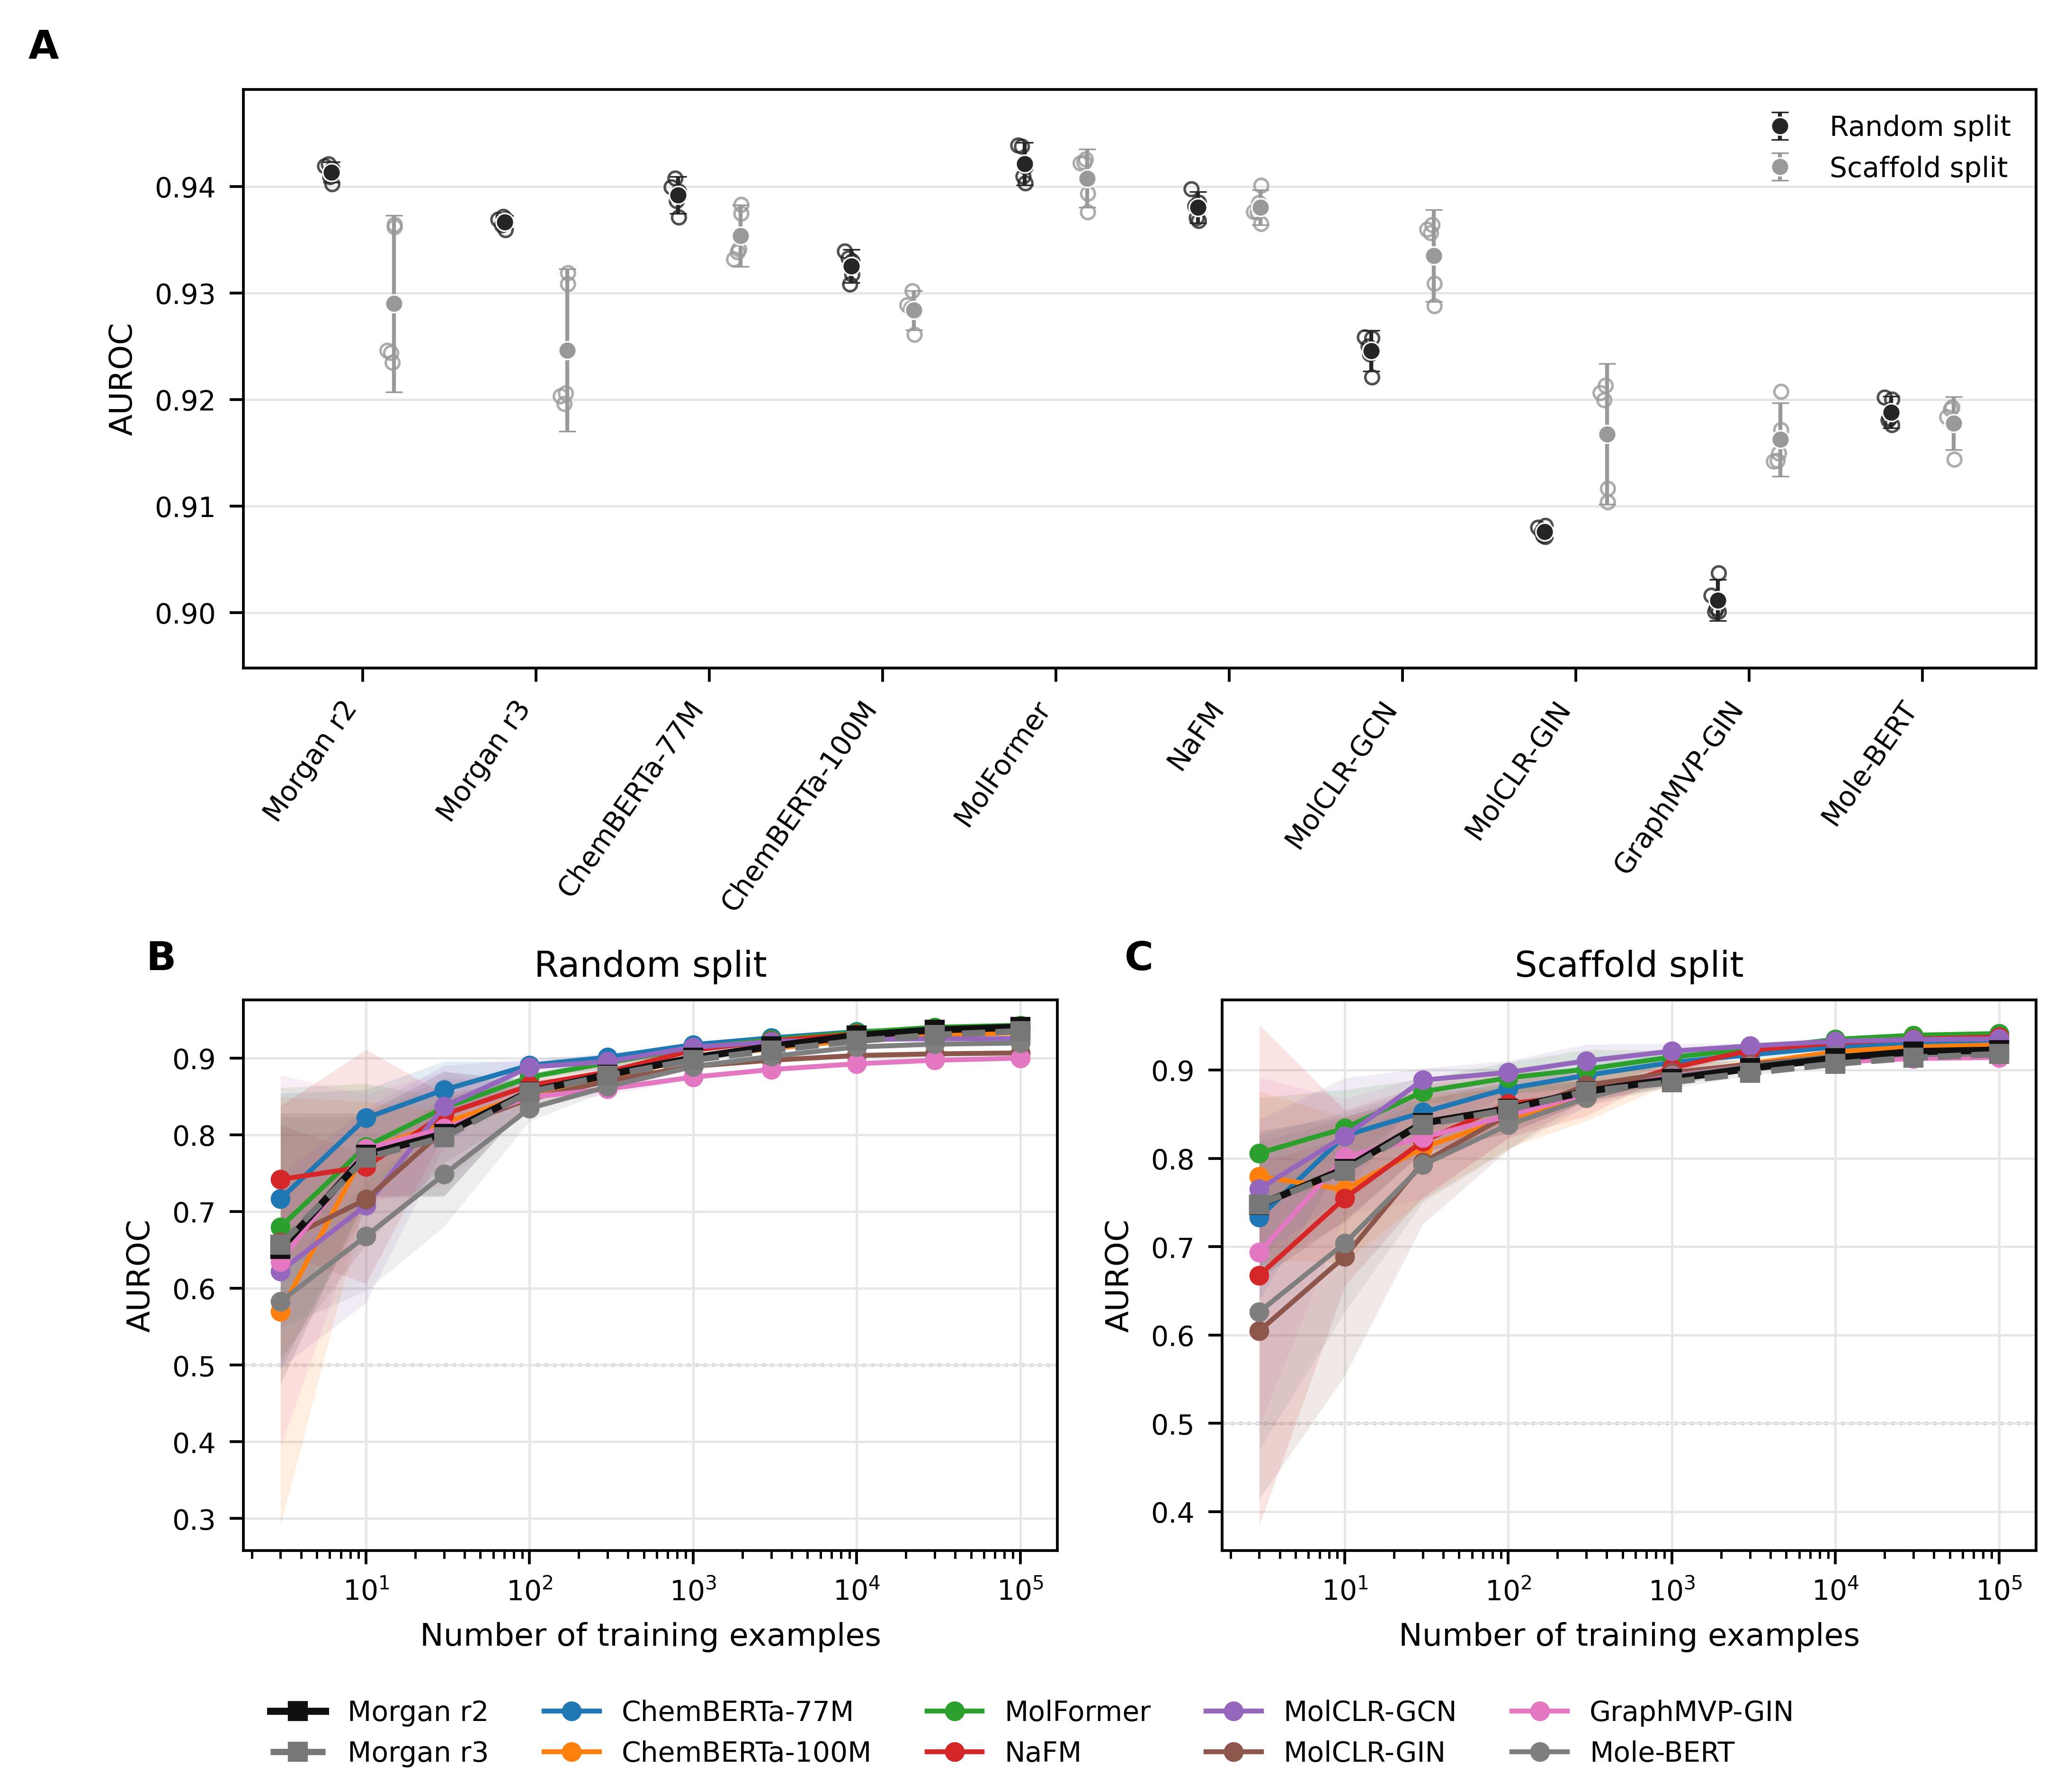 A
Random split
Scaffold split
AUROC
0.94
0.93
0.92
0.91
0.90
Morgan r2
Morgan r3
ChemBERTa-77M
ChemBERTa-100M
MolFormer
NaFM
MolCLR-GCN
MolCLR-GIN
GraphMVP-GIN
Mole-BERT
B
Random split
AUROC
0.9
0.8
0.7
0.6
0.5
0.4
0.3
10¹
10²
10³
10⁴
10⁵
Number of training examples
C
Scaffold split
AUROC
0.9
0.8
0.7
0.6
0.5
0.4
10¹
10²
10³
10⁴
10⁵
Number of training examples
Morgan r2
ChemBERTa-77M
MolFormer
MolCLR-GCN
GraphMVP-GIN
Morgan r3
ChemBERTa-100M
NaFM
MolCLR-GIN
Mole-BERT